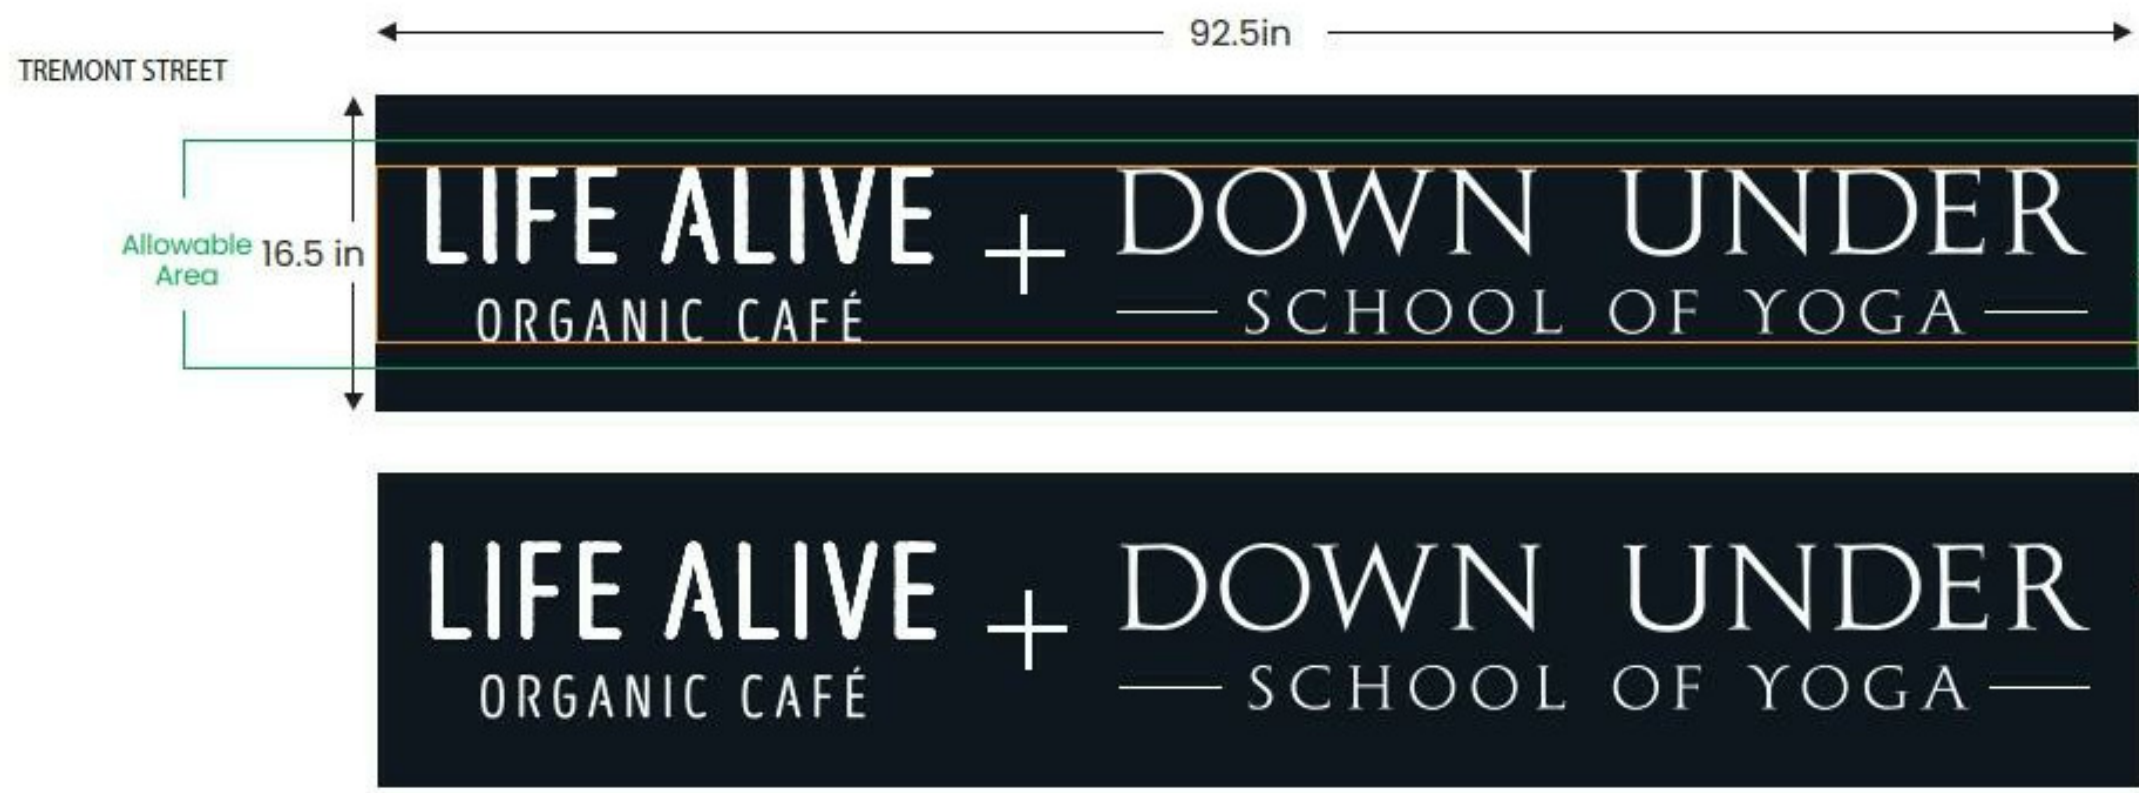 92.5in
TREMONT STREET
Allowable
Area
16.5 in
LIFE ALIVE
ORGANIC CAFÉ
+
DOWN UNDER
SCHOOL OF YOGA
LIFE ALIVE
ORGANIC CAFÉ
+
DOWN UNDER
SCHOOL OF YOGA